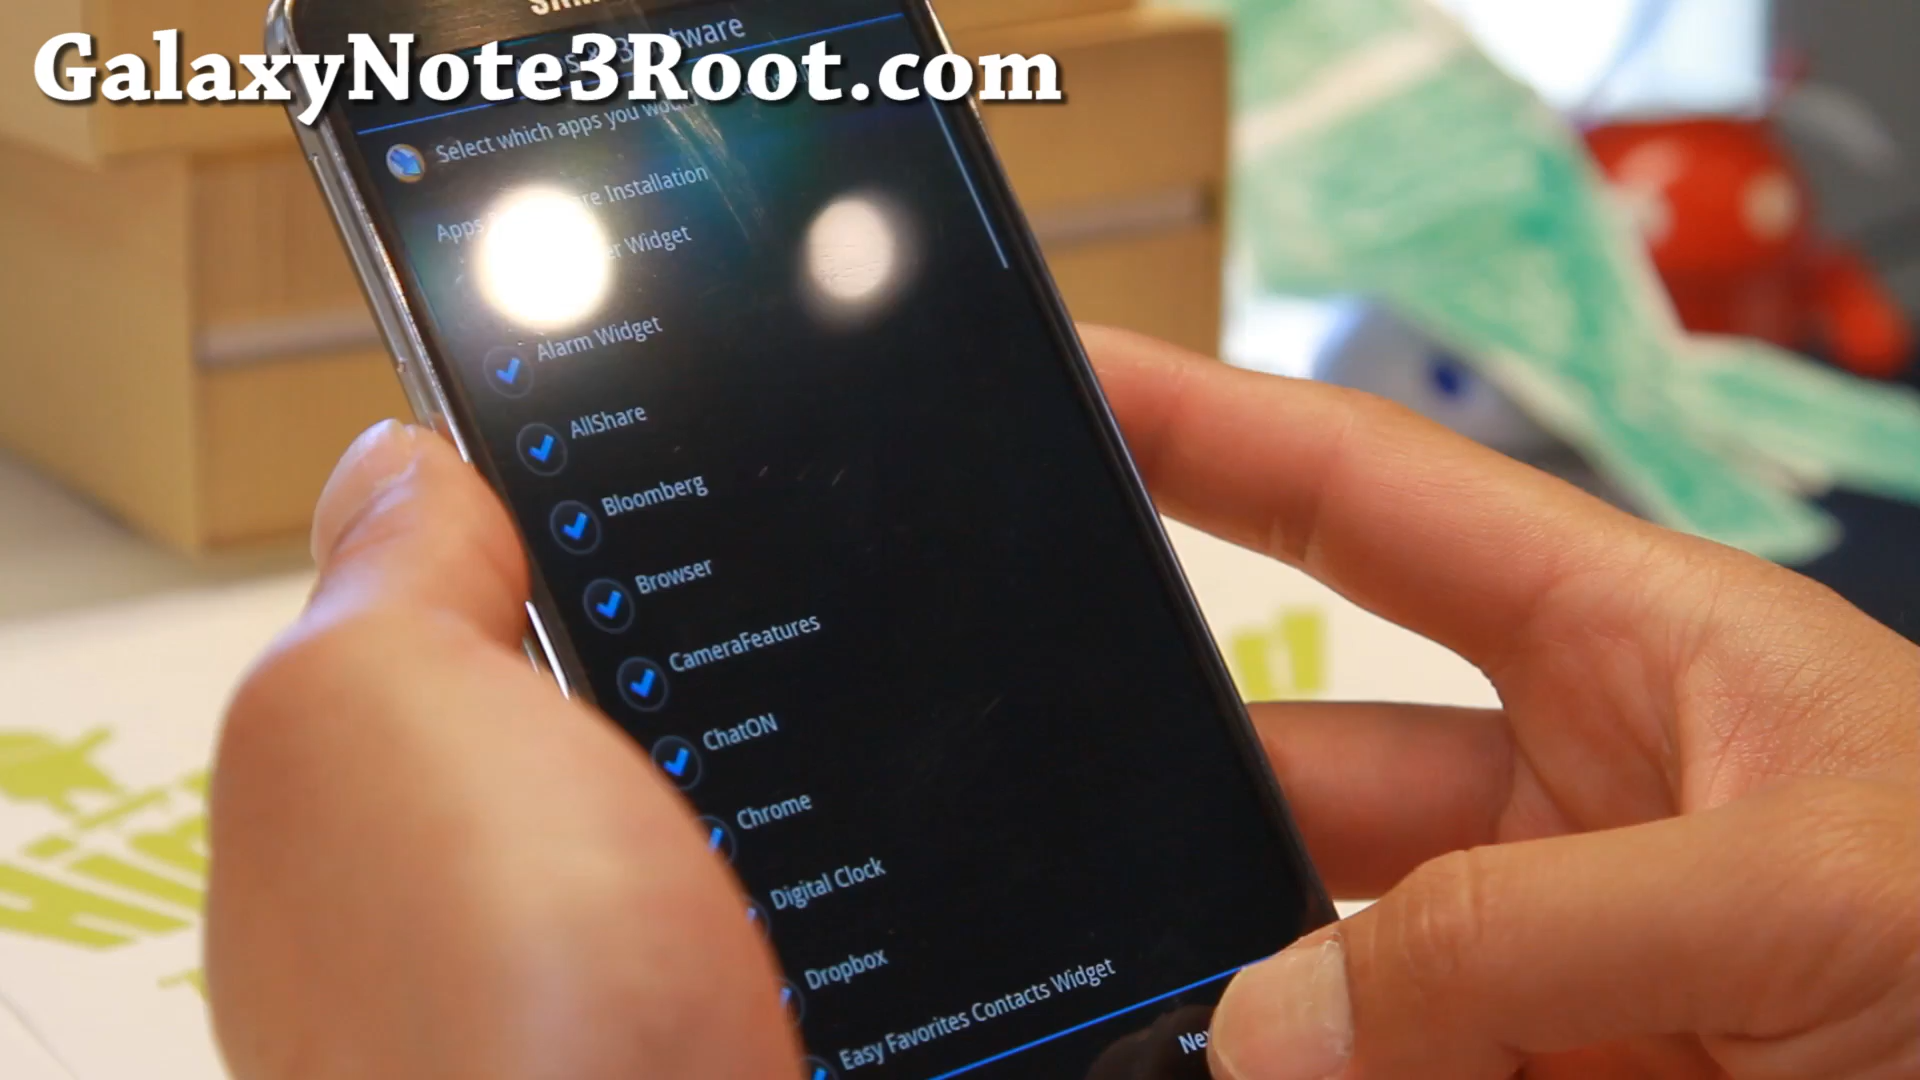 GalaxyNote3Root.com
Select which apps you
Apps
Installation
Widget
Alarm Widget
AllShare
Bloomberg
Browser
CameraFeatures
ChatON
Chrome
Digital Clock
Dropbox
Easy Favorites Contacts Widget